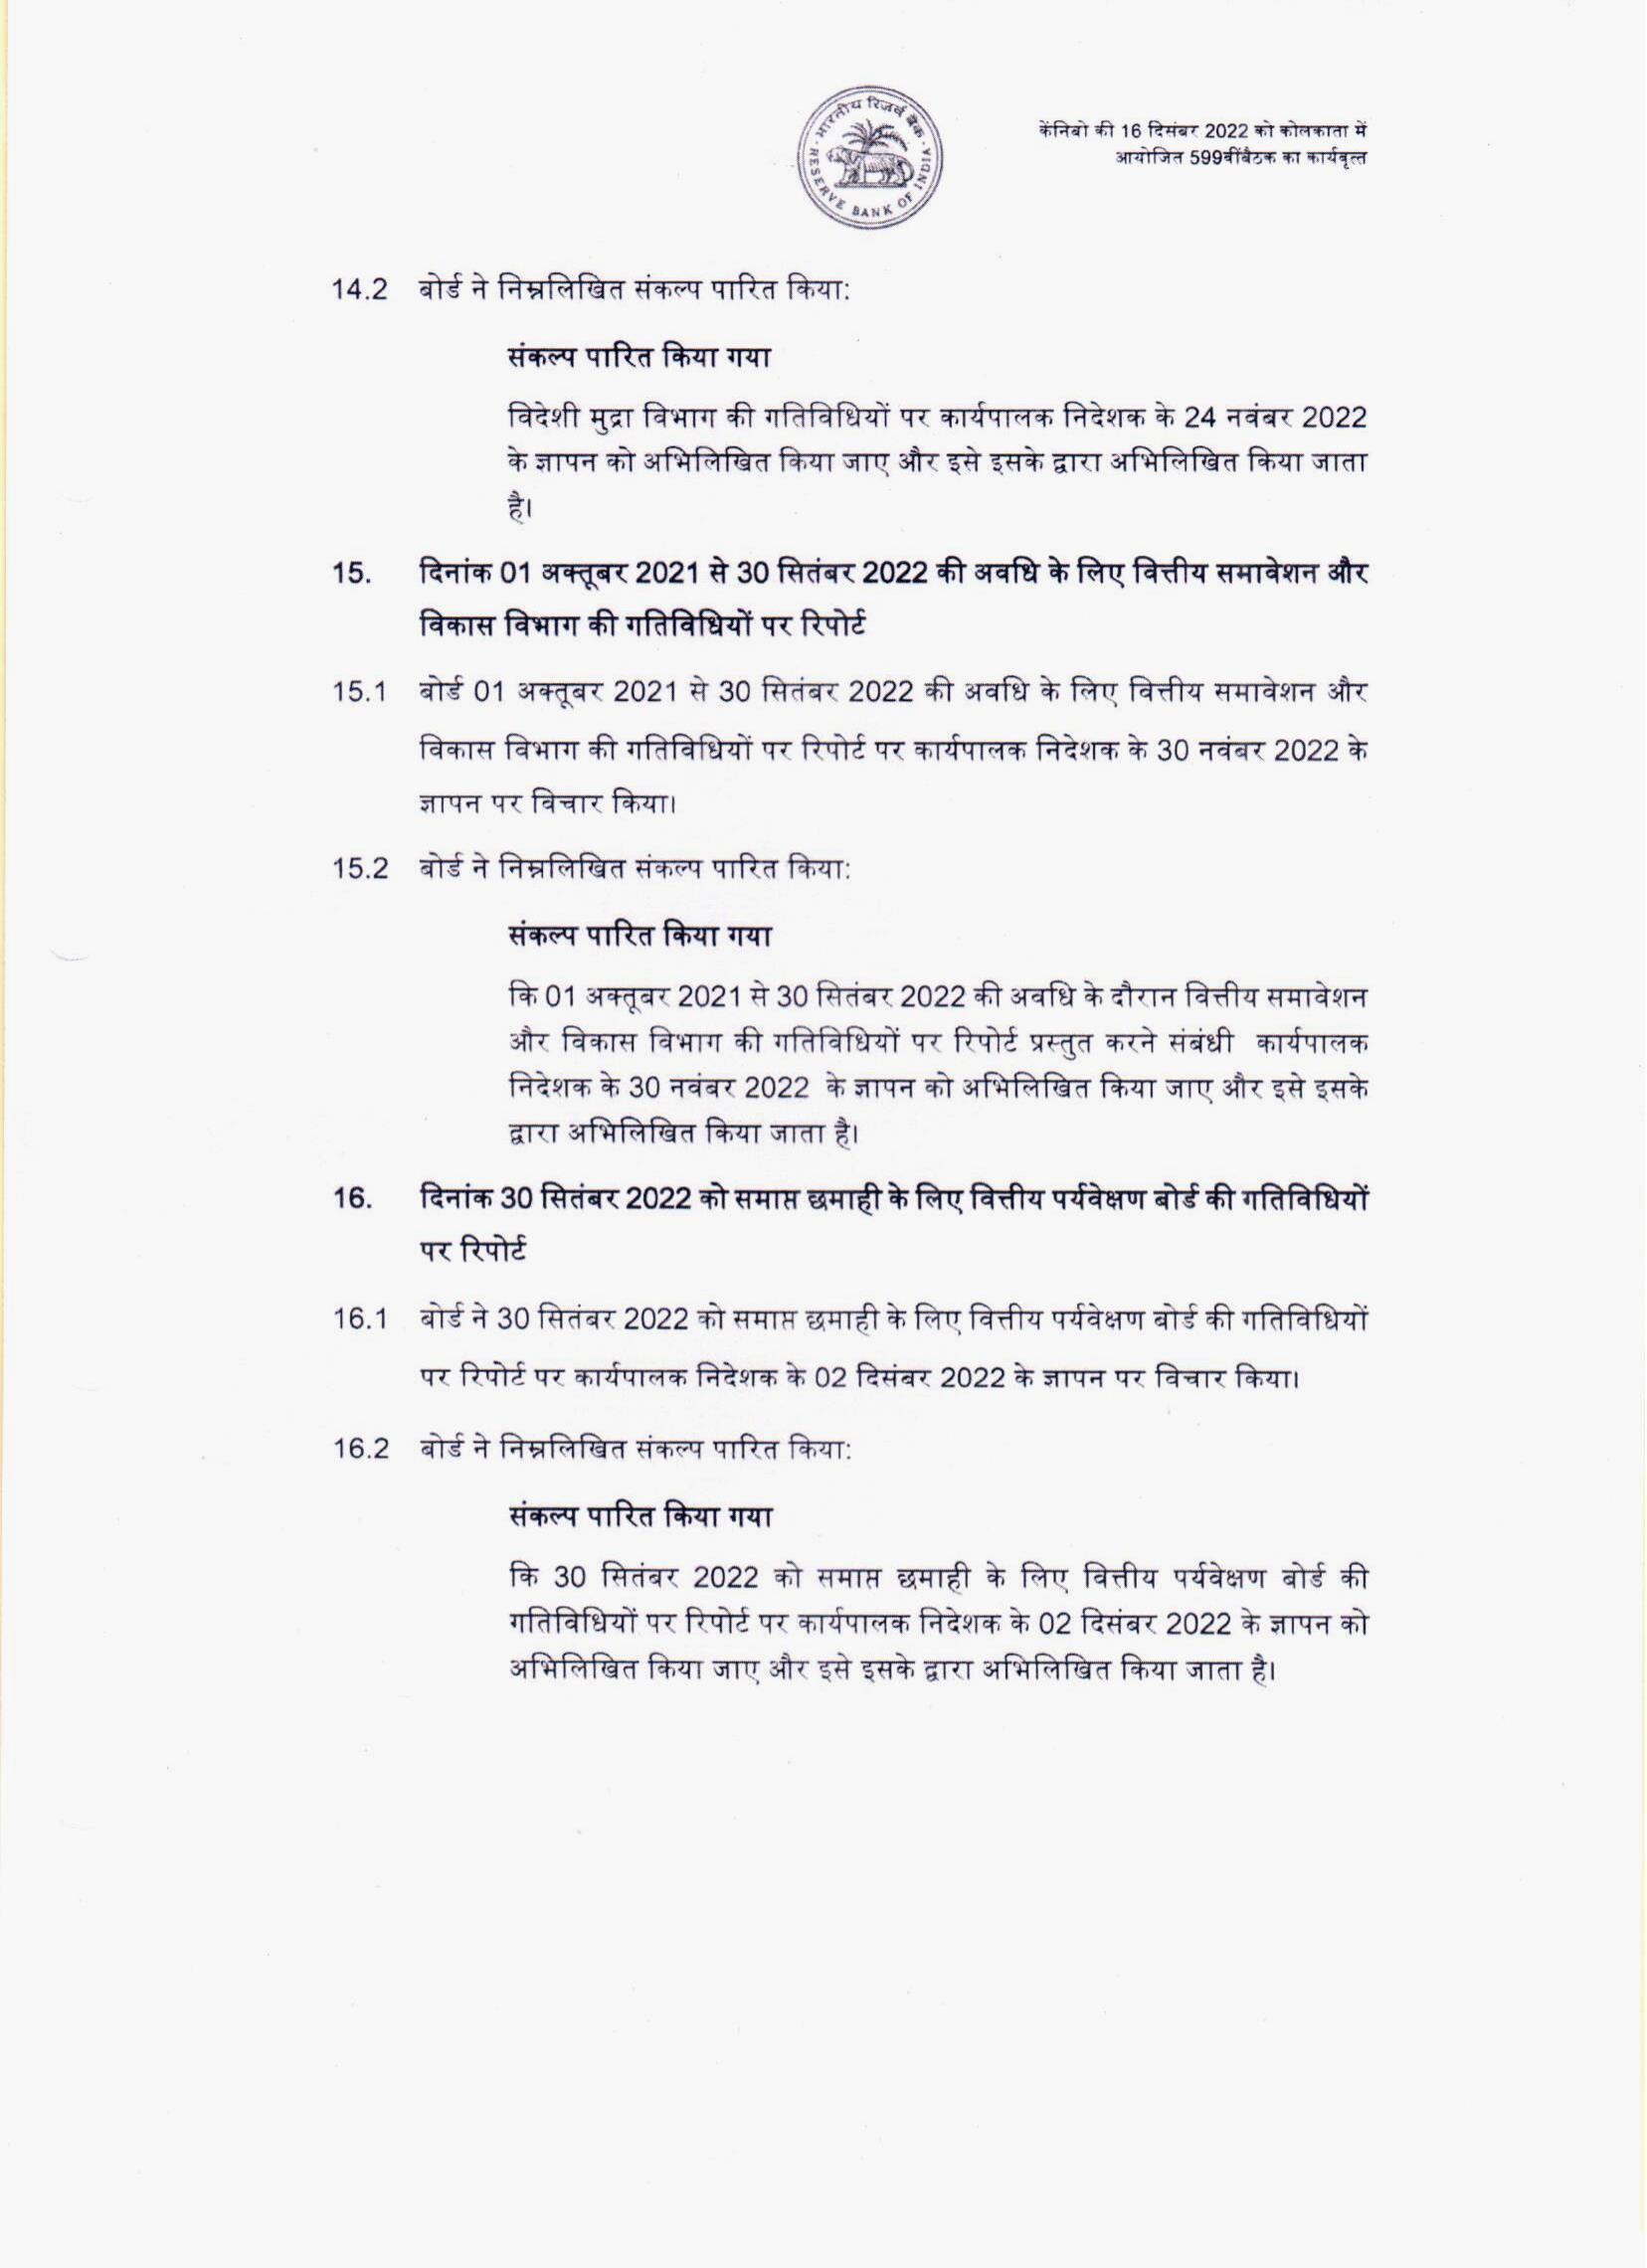 भारतीय रिज़र्व बैंक
RESERVE BANK OF INDIA
केंनिबो की 16 दिसंबर 2022 को कोलकाता में
आयोजित 599वींबैठक का कार्यवृत्त
14.2 बोर्ड ने निम्नलिखित संकल्प पारित किया:
संकल्प पारित किया गया
विदेशी मुद्रा विभाग की गतिविधियों पर कार्यपालक निदेशक के 24 नवंबर 2022
के ज्ञापन को अभिलिखित किया जाए और इसे इसके द्वारा अभिलिखित किया जाता
है।
15. दिनांक 01 अक्तूबर 2021 से 30 सितंबर 2022 की अवधि के लिए वित्तीय समावेशन और
विकास विभाग की गतिविधियों पर रिपोर्ट
15.1 बोर्ड 01 अक्तूबर 2021 से 30 सितंबर 2022 की अवधि के लिए वित्तीय समावेशन और
विकास विभाग की गतिविधियों पर रिपोर्ट पर कार्यपालक निदेशक के 30 नवंबर 2022 के
ज्ञापन पर विचार किया।
15.2 बोर्ड ने निम्नलिखित संकल्प पारित किया:
संकल्प पारित किया गया
कि 01 अक्तूबर 2021 से 30 सितंबर 2022 की अवधि के दौरान वित्तीय समावेशन
और विकास विभाग की गतिविधियों पर रिपोर्ट प्रस्तुत करने संबंधी कार्यपालक
निदेशक के 30 नवंबर 2022 के ज्ञापन को अभिलिखित किया जाए और इसे इसके
द्वारा अभिलिखित किया जाता है।
16. दिनांक 30 सितंबर 2022 को समाप्त छमाही के लिए वित्तीय पर्यवेक्षण बोर्ड की गतिविधियों
पर रिपोर्ट
16.1 बोर्ड ने 30 सितंबर 2022 को समाप्त छमाही के लिए वित्तीय पर्यवेक्षण बोर्ड की गतिविधियों
पर रिपोर्ट पर कार्यपालक निदेशक के 02 दिसंबर 2022 के ज्ञापन पर विचार किया।
16.2 बोर्ड ने निम्नलिखित संकल्प पारित किया:
संकल्प पारित किया गया
कि 30 सितंबर 2022 को समाप्त छमाही के लिए वित्तीय पर्यवेक्षण बोर्ड की
गतिविधियों पर रिपोर्ट पर कार्यपालक निदेशक के 02 दिसंबर 2022 के ज्ञापन को
अभिलिखित किया जाए और इसे इसके द्वारा अभिलिखित किया जाता है।